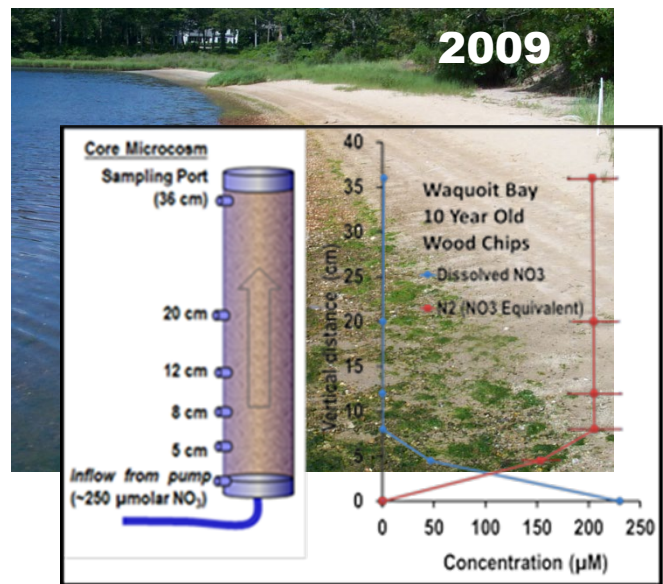 2009
Core Microcosm
Sampling Port
(36 cm)
20 cm
12 cm
8 cm
5 cm
Inflow from pump
(~250 µmolar NO3)
40
35
30
25
20
15
10
5
0
Vertical distance (cm)
Waquoit Bay
10 Year Old
Wood Chips
Dissolved NO3
N2 (NO3 Equivalent)
0 50 100 150 200 250
Concentration (µM)